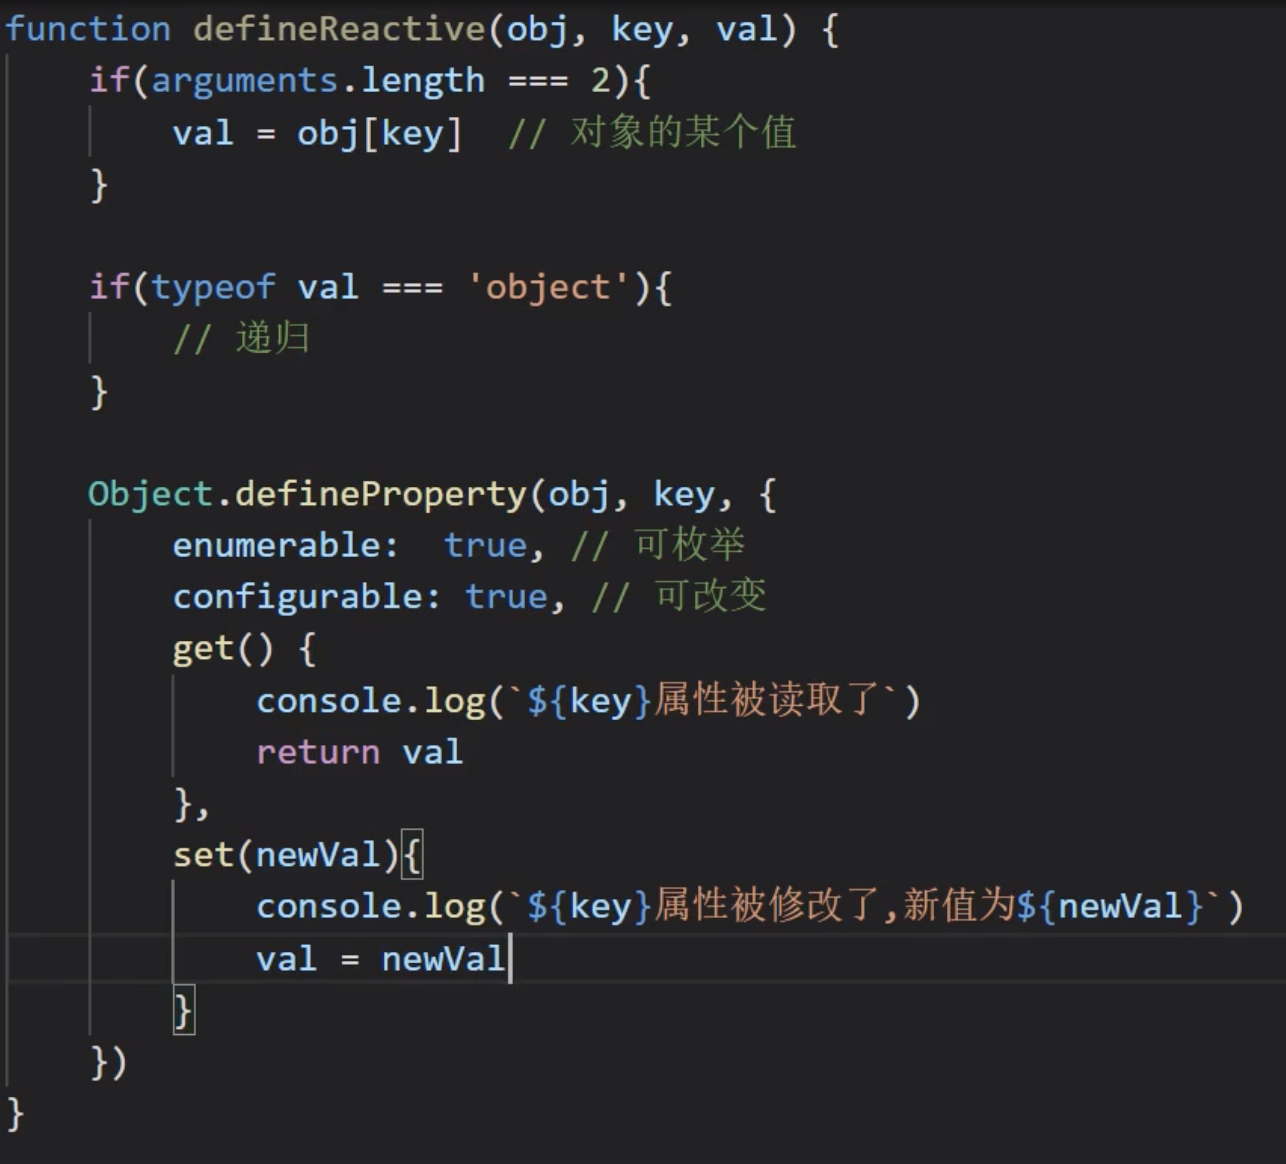 function defineReactive(obj, key, val) {
    if(arguments.length === 2){
        val = obj[key]  // 对象的某个值
    }
    if(typeof val === 'object'){
        // 递归
    }
    Object.defineProperty(obj, key, {
        enumerable:  true, // 可枚举
        configurable: true, // 可改变
        get() {
            console.log(`${key}属性被读取了`)
            return val
        },
        set(newVal){
            console.log(`${key}属性被修改了,新值为${newVal}`)
            val = newVal
        }
    })
}